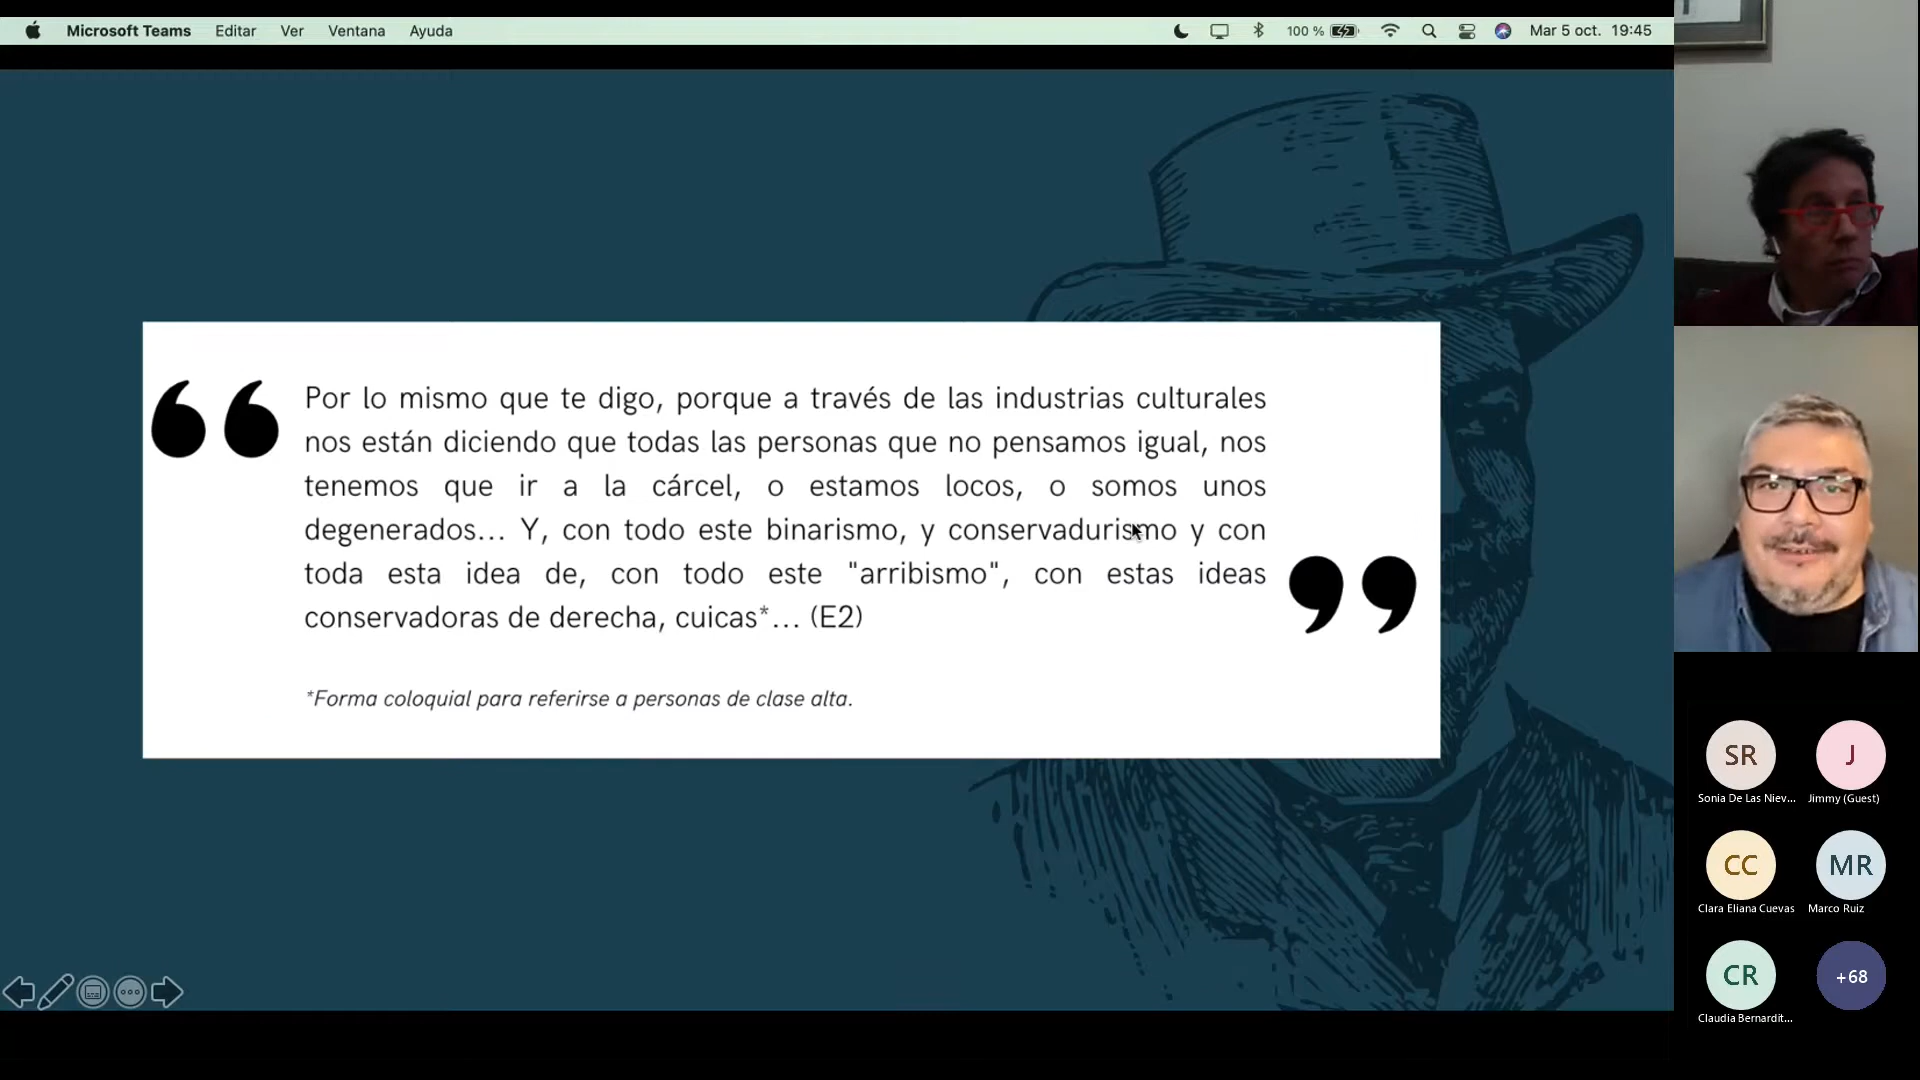 Microsoft Teams Editar Ver Ventana Ayuda 100 % Mar 5 oct. 19:45
“ Por lo mismo que te digo, porque a través de las industrias culturales
nos están diciendo que todas las personas que no pensamos igual, nos
tenemos que ir a la cárcel, o estamos locos, o somos unos
degenerados... Y, con todo este binarismo, y conservadurismo y con
toda esta idea de, con todo este "arribismo", con estas ideas
conservadoras de derecha, cuicas*... (E2) ”
*Forma coloquial para referirse a personas de clase alta.
SR J
Sonia De Las Niev... Jimmy (Guest)
CC MR
Clara Eliana Cuevas Marco Ruiz
CR +68
Claudia Bernardit...